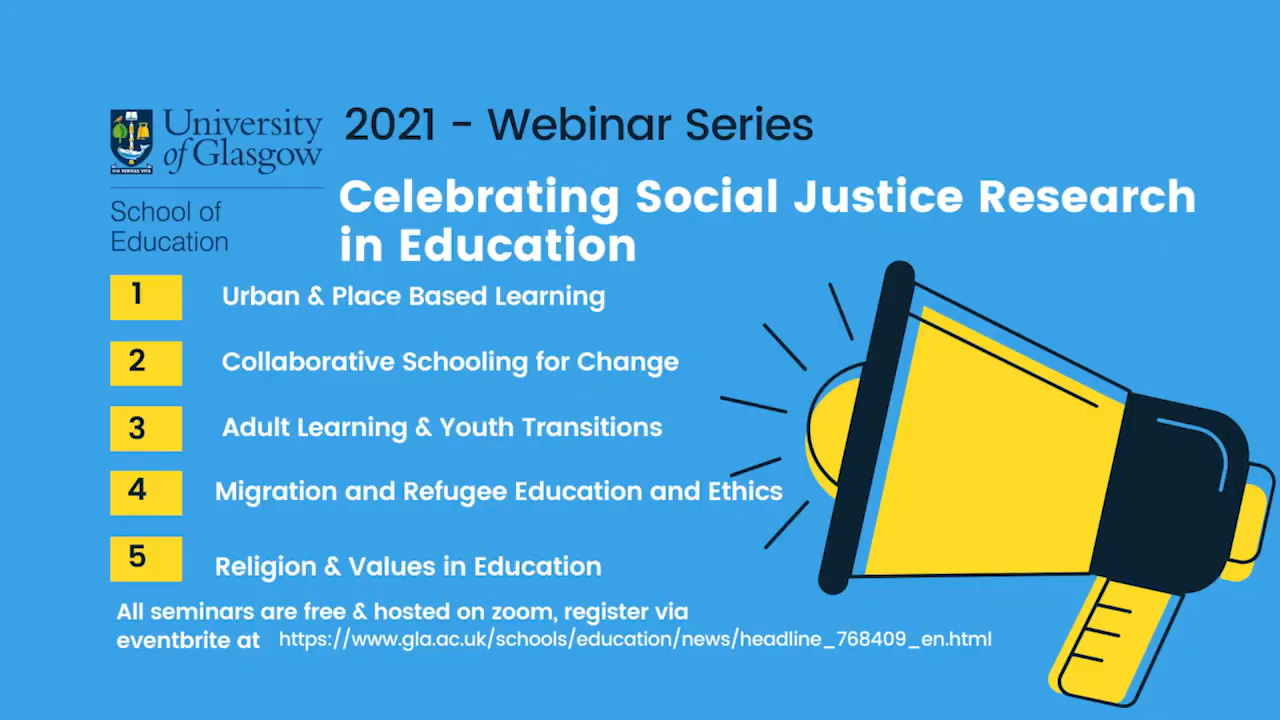 University
of Glasgow
VIA VERITAS VITA
School of
Education
2021 - Webinar Series
Celebrating Social Justice Research
in Education
1 Urban & Place Based Learning
2 Collaborative Schooling for Change
3 Adult Learning & Youth Transitions
4 Migration and Refugee Education and Ethics
5 Religion & Values in Education
All seminars are free & hosted on zoom, register via
eventbrite at https://www.gla.ac.uk/schools/education/news/headline_768409_en.html